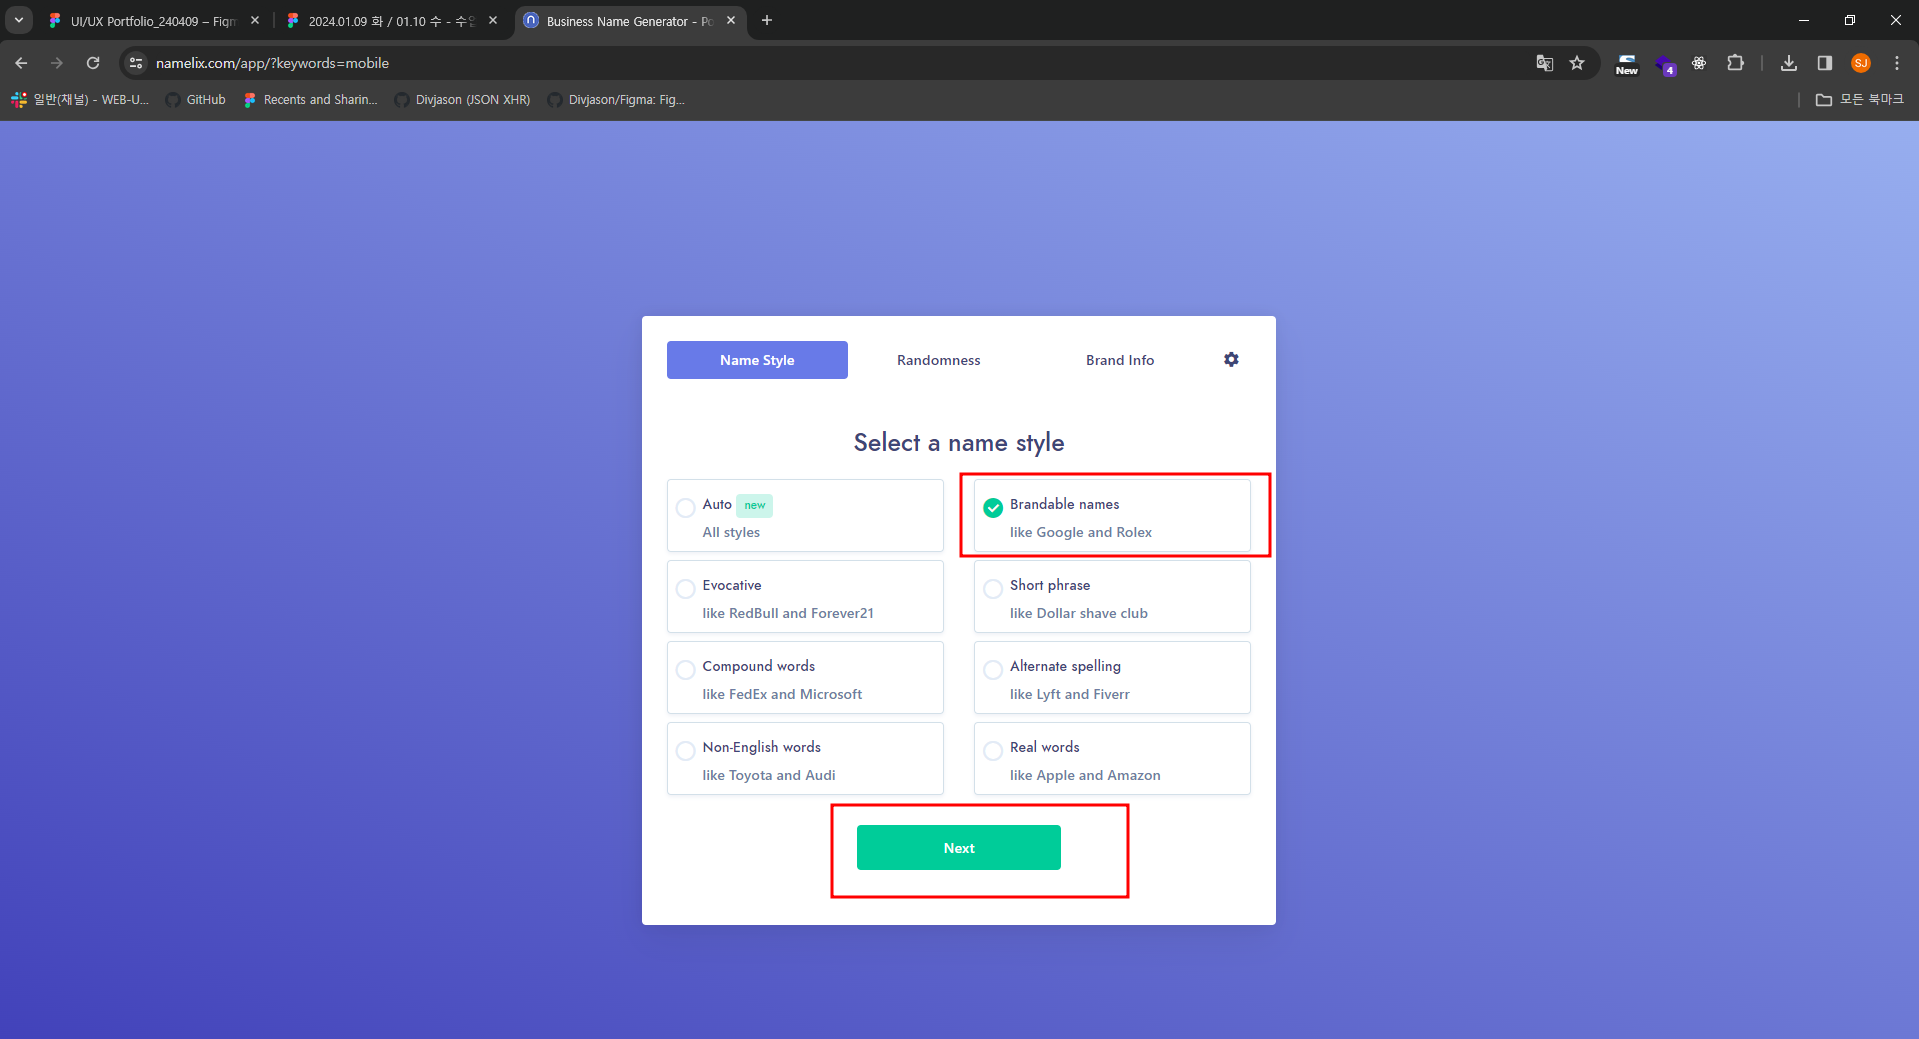 UI/UX Portfolio_240409 – Figm
2024.01.09 화 / 01.10 수 - 수업
Business Name Generator - Po
namelix.com/app/?keywords=mobile
New
4
SJ
일반(채널) - WEB-U...
GitHub
Recents and Sharin...
Divjason (JSON XHR)
Divjason/Figma: Fig...
모든 북마크
Name Style
Randomness
Brand Info
Select a name style
Auto new
All styles
Brandable names
like Google and Rolex
Evocative
like RedBull and Forever21
Short phrase
like Dollar shave club
Compound words
like FedEx and Microsoft
Alternate spelling
like Lyft and Fiverr
Non-English words
like Toyota and Audi
Real words
like Apple and Amazon
Next